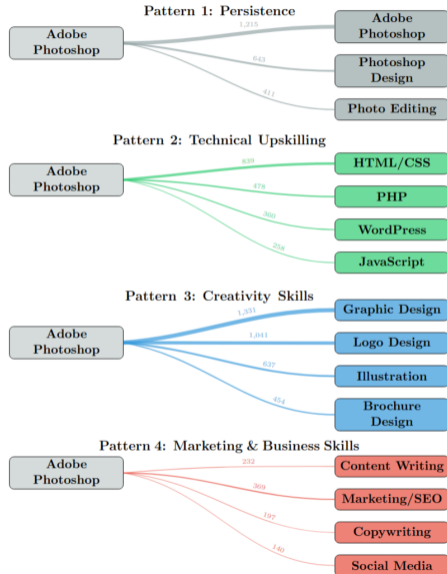 Pattern 1: Persistence
Adobe
Photoshop
1,215
643
411
Adobe
Photoshop
Photoshop
Design
Photo Editing
Pattern 2: Technical Upskilling
Adobe
Photoshop
478
360
258
HTML/CSS
PHP
WordPress
JavaScript
Pattern 3: Creativity Skills
Adobe
Photoshop
1,041
637
454
Graphic Design
Logo Design
Illustration
Brochure
Design
Pattern 4: Marketing & Business Skills
Adobe
Photoshop
232
369
197
140
Content Writing
Marketing/SEO
Copywriting
Social Media